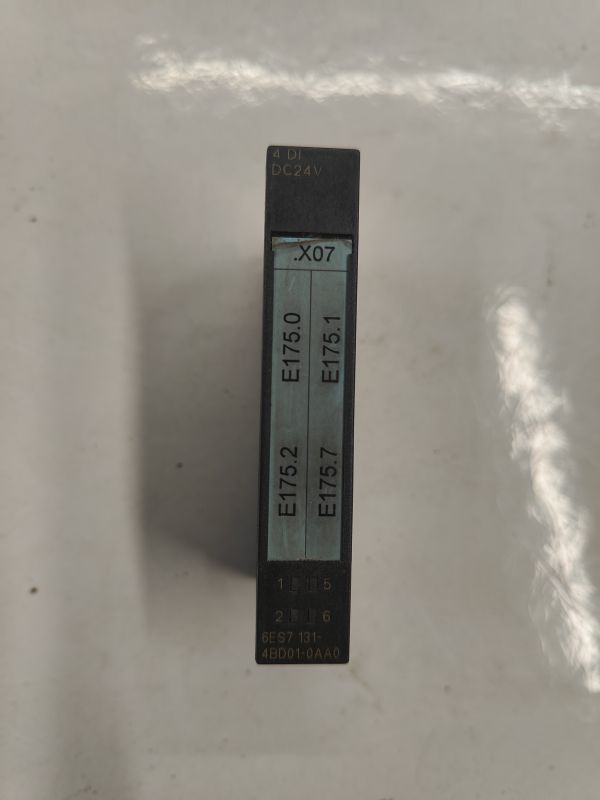 4 DI
DC24V
.X07
E175.0
E175.1
E175.2
E175.7
1 5
2 6
6ES7 131-
4BD01-0AA0